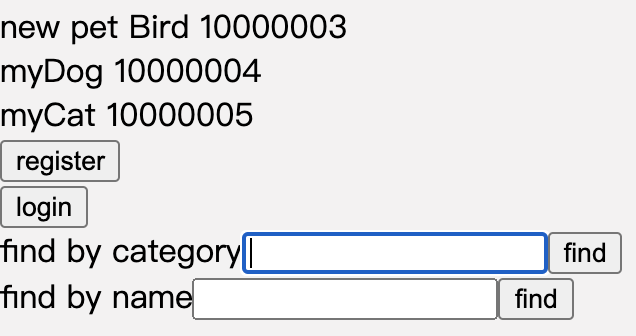 new pet Bird 10000003
myDog 10000004
myCat 10000005
register
login
find by category find
find by name find